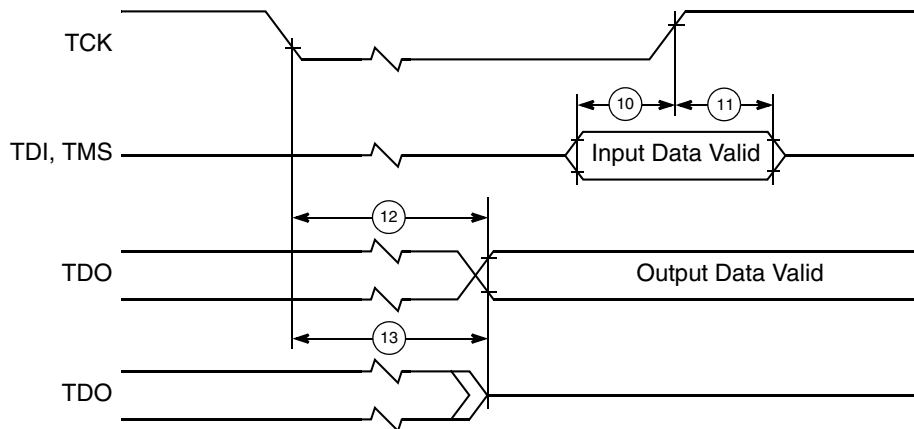 TCK
10
11
TDI, TMS
Input Data Valid
12
TDO
Output Data Valid
13
TDO